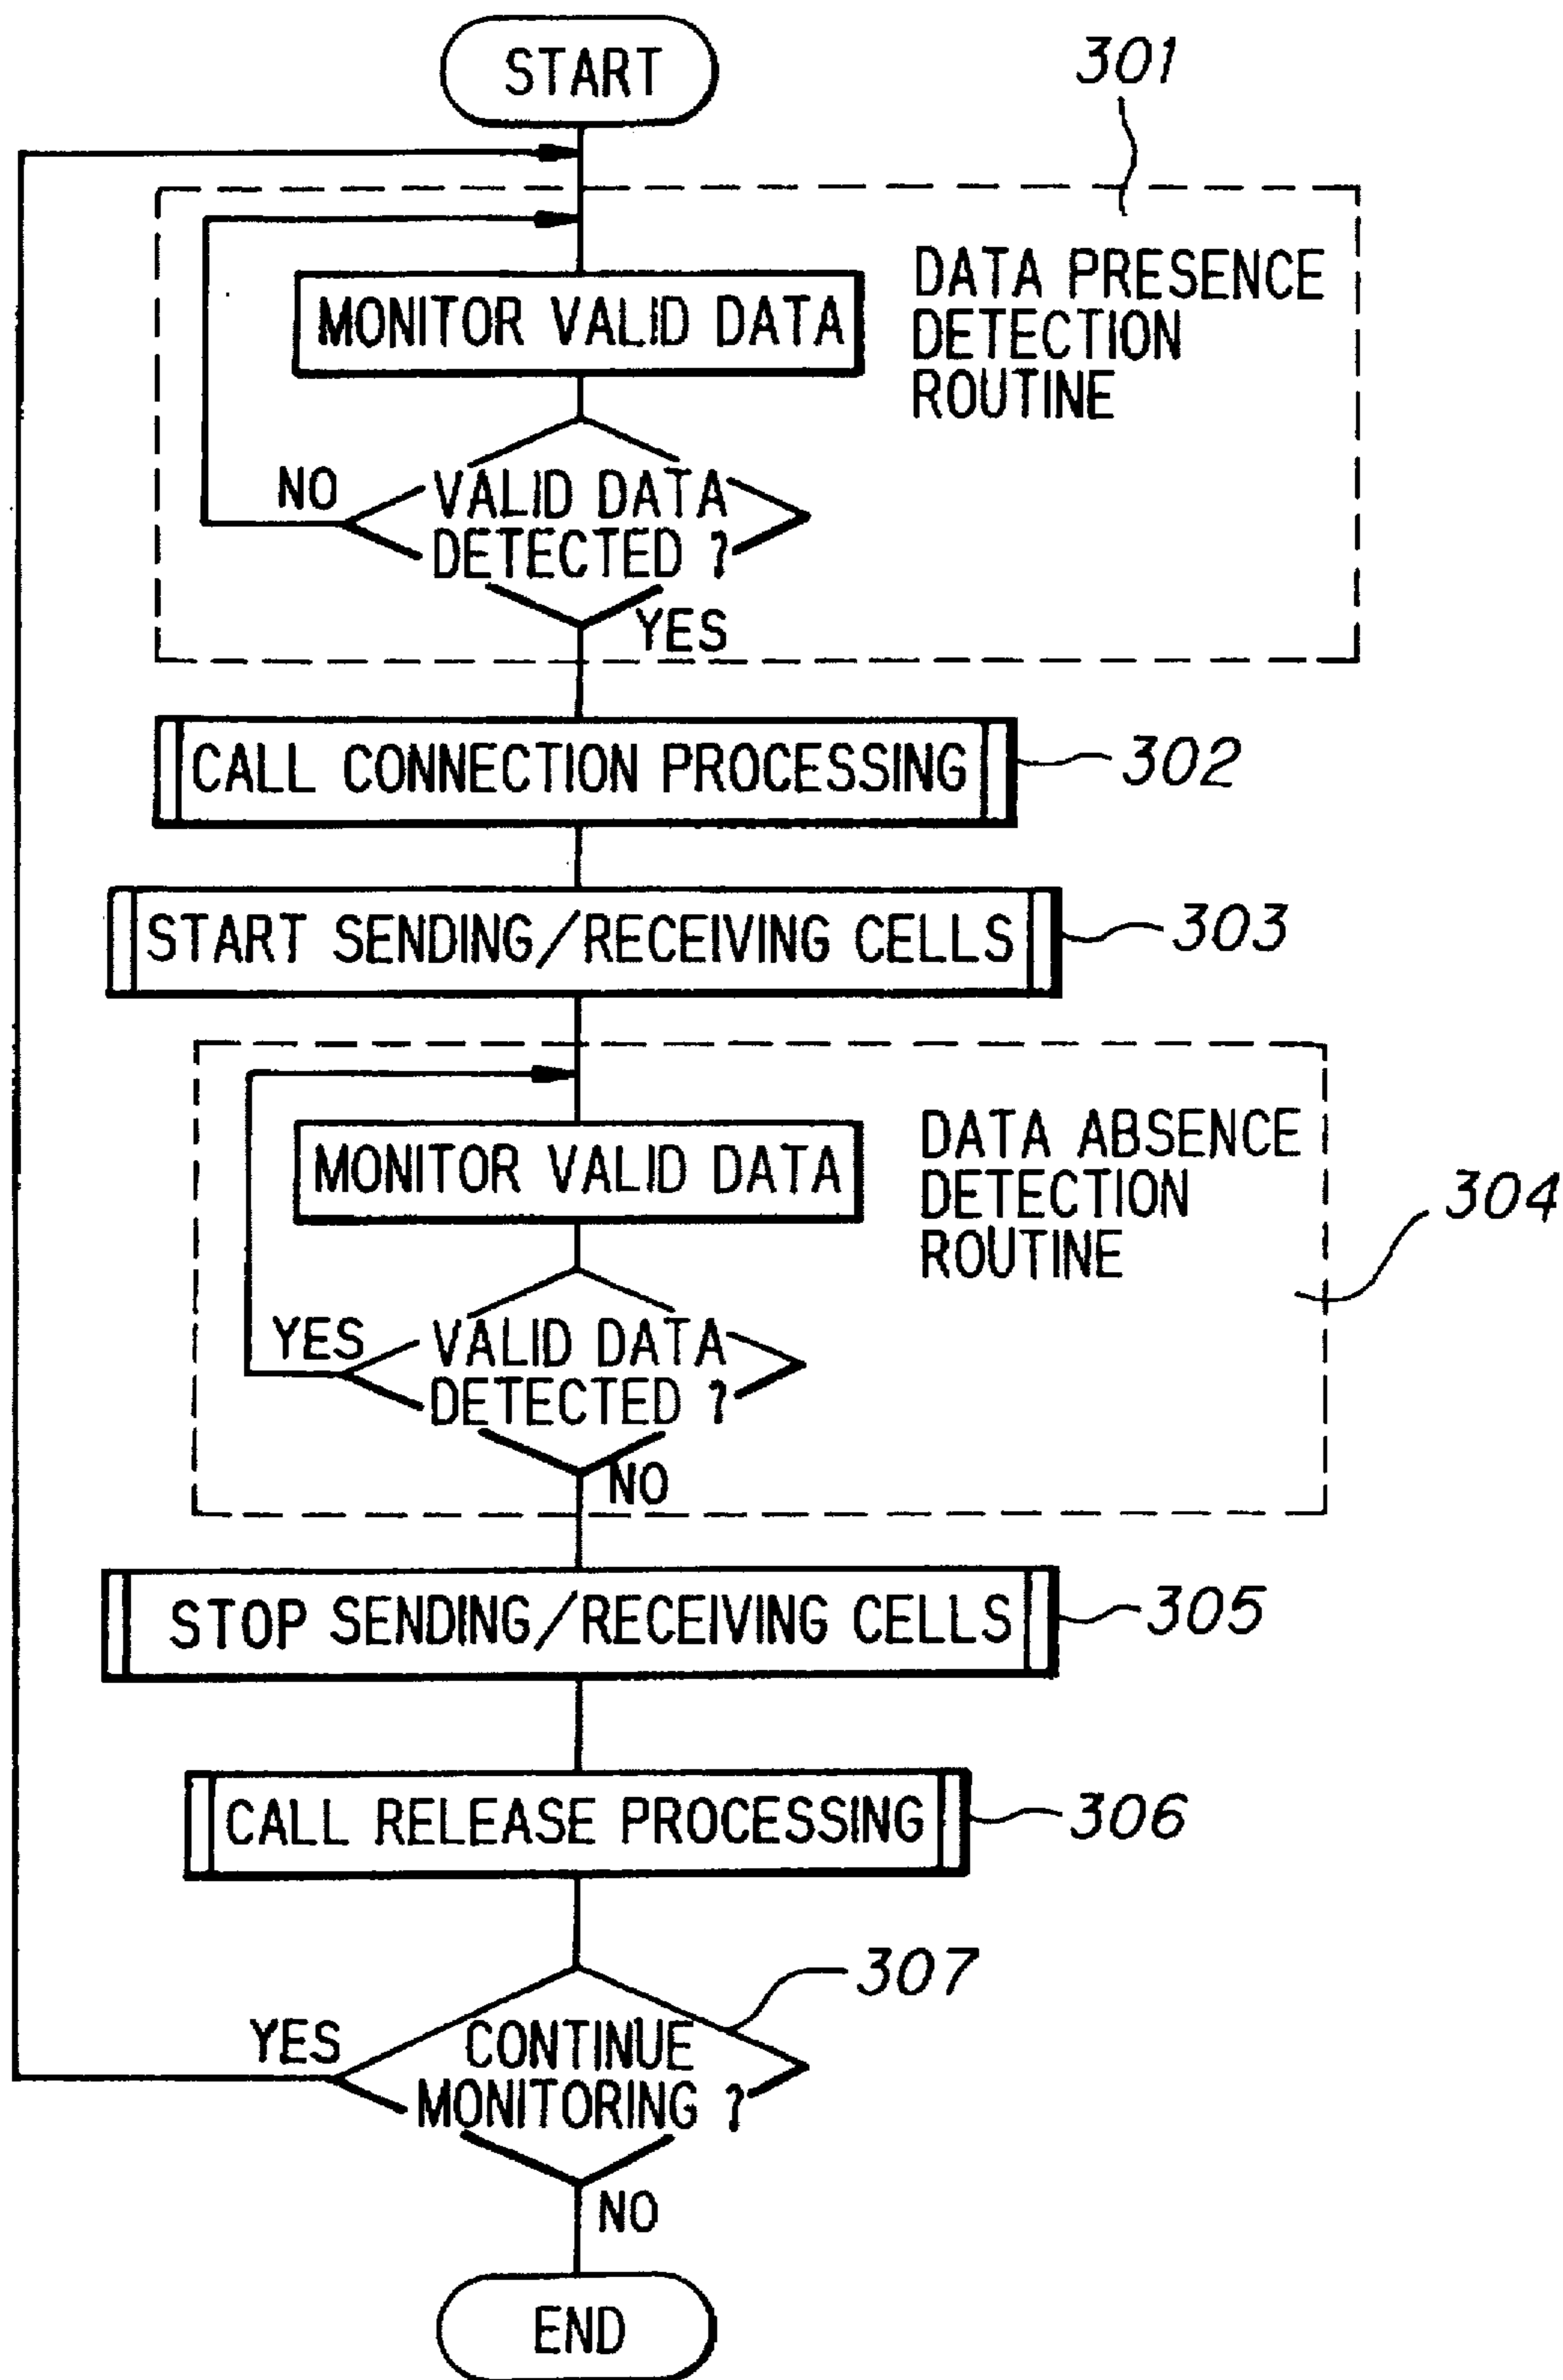 START
301
DATA PRESENCE
DETECTION
ROUTINE
MONITOR VALID DATA
NO
VALID DATA
DETECTED ?
YES
CALL CONNECTION PROCESSING
302
START SENDING/RECEIVING CELLS
303
DATA ABSENCE
DETECTION
ROUTINE
MONITOR VALID DATA
304
YES
VALID DATA
DETECTED ?
NO
STOP SENDING/RECEIVING CELLS
305
CALL RELEASE PROCESSING
306
307
YES
CONTINUE
MONITORING ?
NO
END